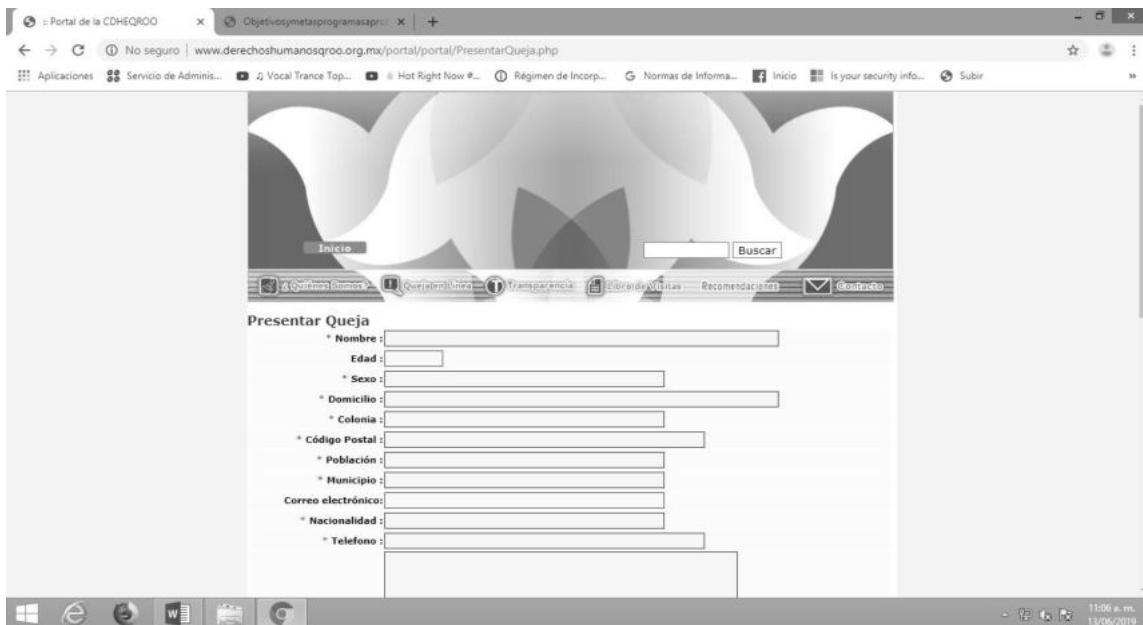 :: Portal de la CDHEQROO
Objetivosymetasprogramasapro
No seguro | www.derechoshumanosqroo.org.mx/portal/portal/PresentarQueja.php
Aplicaciones Servicio de Adminis... Vocal Trance Top... Hot Right Now #... Régimen de Incorp... G Normas de Informa... Inicio Is your security info... Subir »
Inicio Buscar
¿Quiénes Somos? Queja en Línea Transparencia Libro de Visitas Recomendaciones Contacto
Presentar Queja
* Nombre :
Edad :
* Sexo :
* Domicilio :
* Colonia :
* Código Postal :
* Población :
* Municipio :
Correo electrónico:
* Nacionalidad :
* Telefono :
11:06 a. m.
13/06/2019